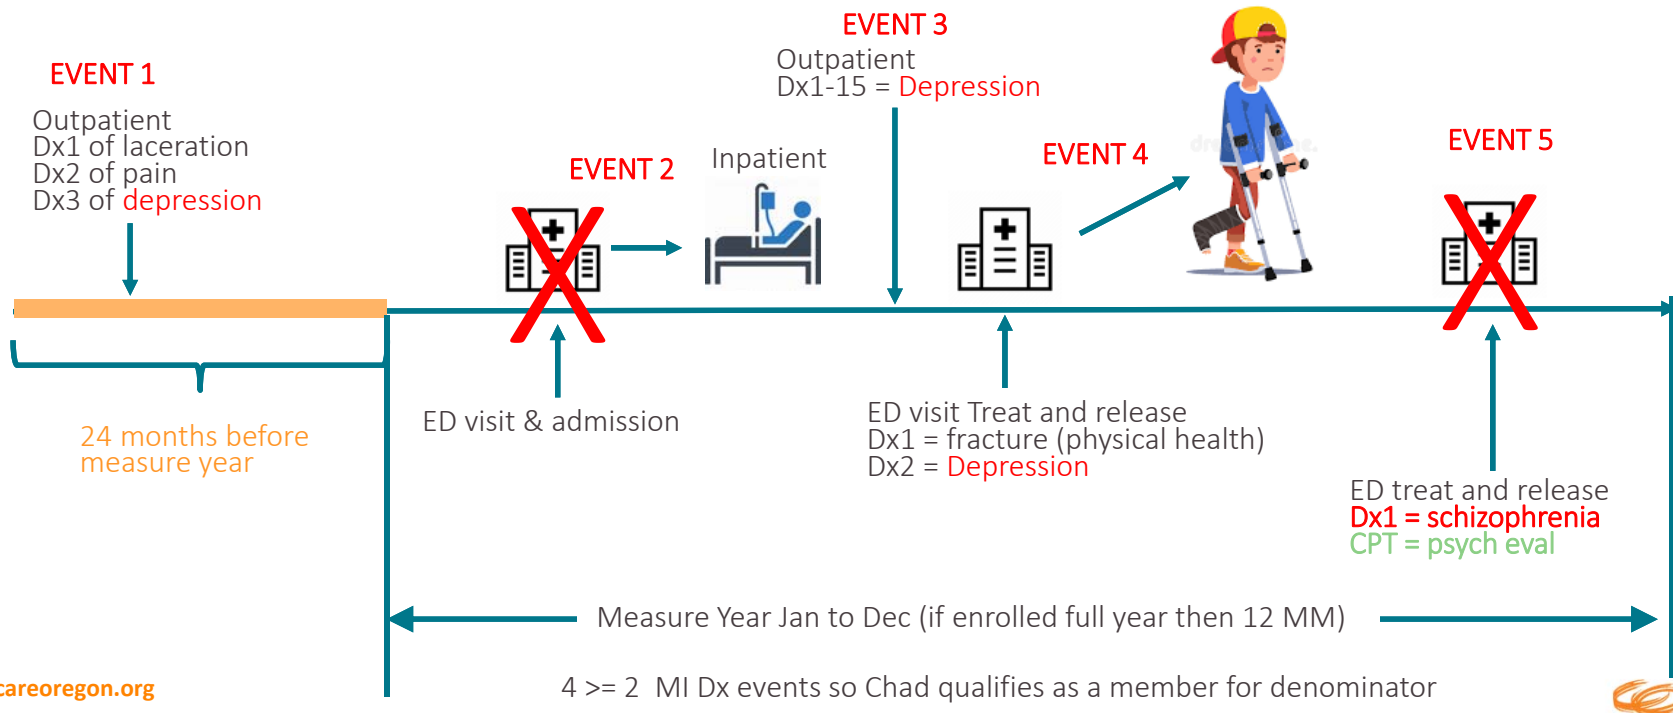 EVENT 1
Outpatient
Dx1 of laceration
Dx2 of pain
Dx3 of depression
EVENT 2
Inpatient
EVENT 3
Outpatient
Dx1-15 = Depression
EVENT 4
EVENT 5
24 months before
measure year
ED visit & admission
ED visit Treat and release
Dx1 = fracture (physical health)
Dx2 = Depression
ED treat and release
Dx1 = schizophrenia
CPT = psych eval
Measure Year Jan to Dec (if enrolled full year then 12 MM)
4 >= 2 MI Dx events so Chad qualifies as a member for denominator
careoregon.org